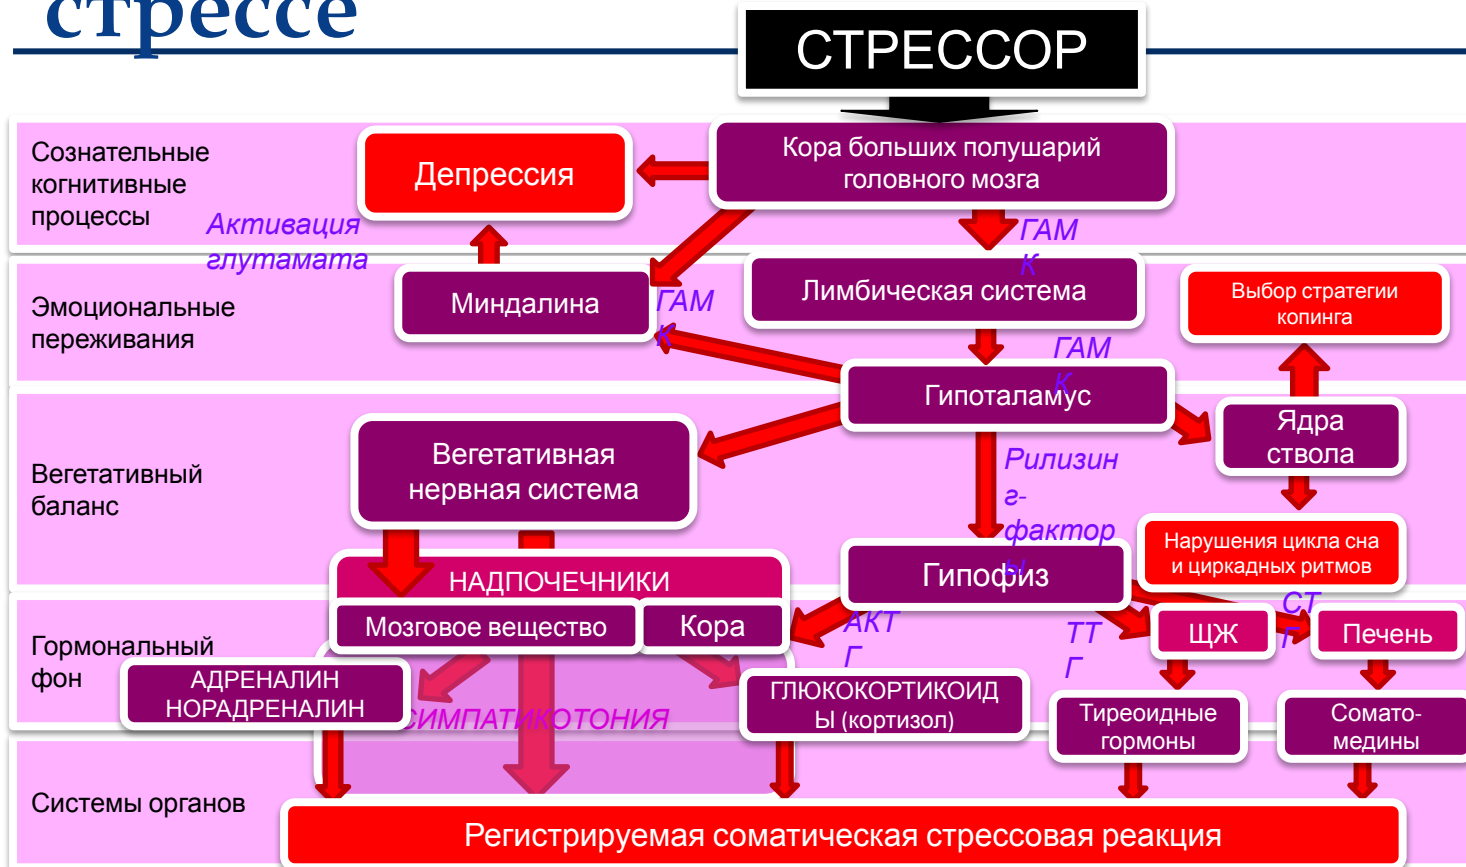 стрессе
СТРЕССОР
Сознательные
когнитивные
процессы
Депрессия
Кора больших полушарий
головного мозга
Активация
глутамата
ГАМ
К
Эмоциональные
переживания
Миндалина
ГАМ
К
Лимбическая система
Выбор стратегии
копинга
ГАМ
К
Гипоталамус
Ядра
ствола
Вегетативный
баланс
Вегетативная
нервная система
Рилизин
г-
фактор
ы
Нарушения цикла сна
и циркадных ритмов
НАДПОЧЕЧНИКИ
Гипофиз
Гормональный
фон
Мозговое вещество
Кора
АКТ
Г
ТТ
Г
ЩЖ
СТ
Г
Печень
АДРЕНАЛИН
НОРАДРЕНАЛИН
СИМПАТИКОТОНИЯ
ГЛЮКОКОРТИКОИД
Ы (кортизол)
Тиреоидные
гормоны
Сомато-
медины
Системы органов
Регистрируемая соматическая стрессовая реакция